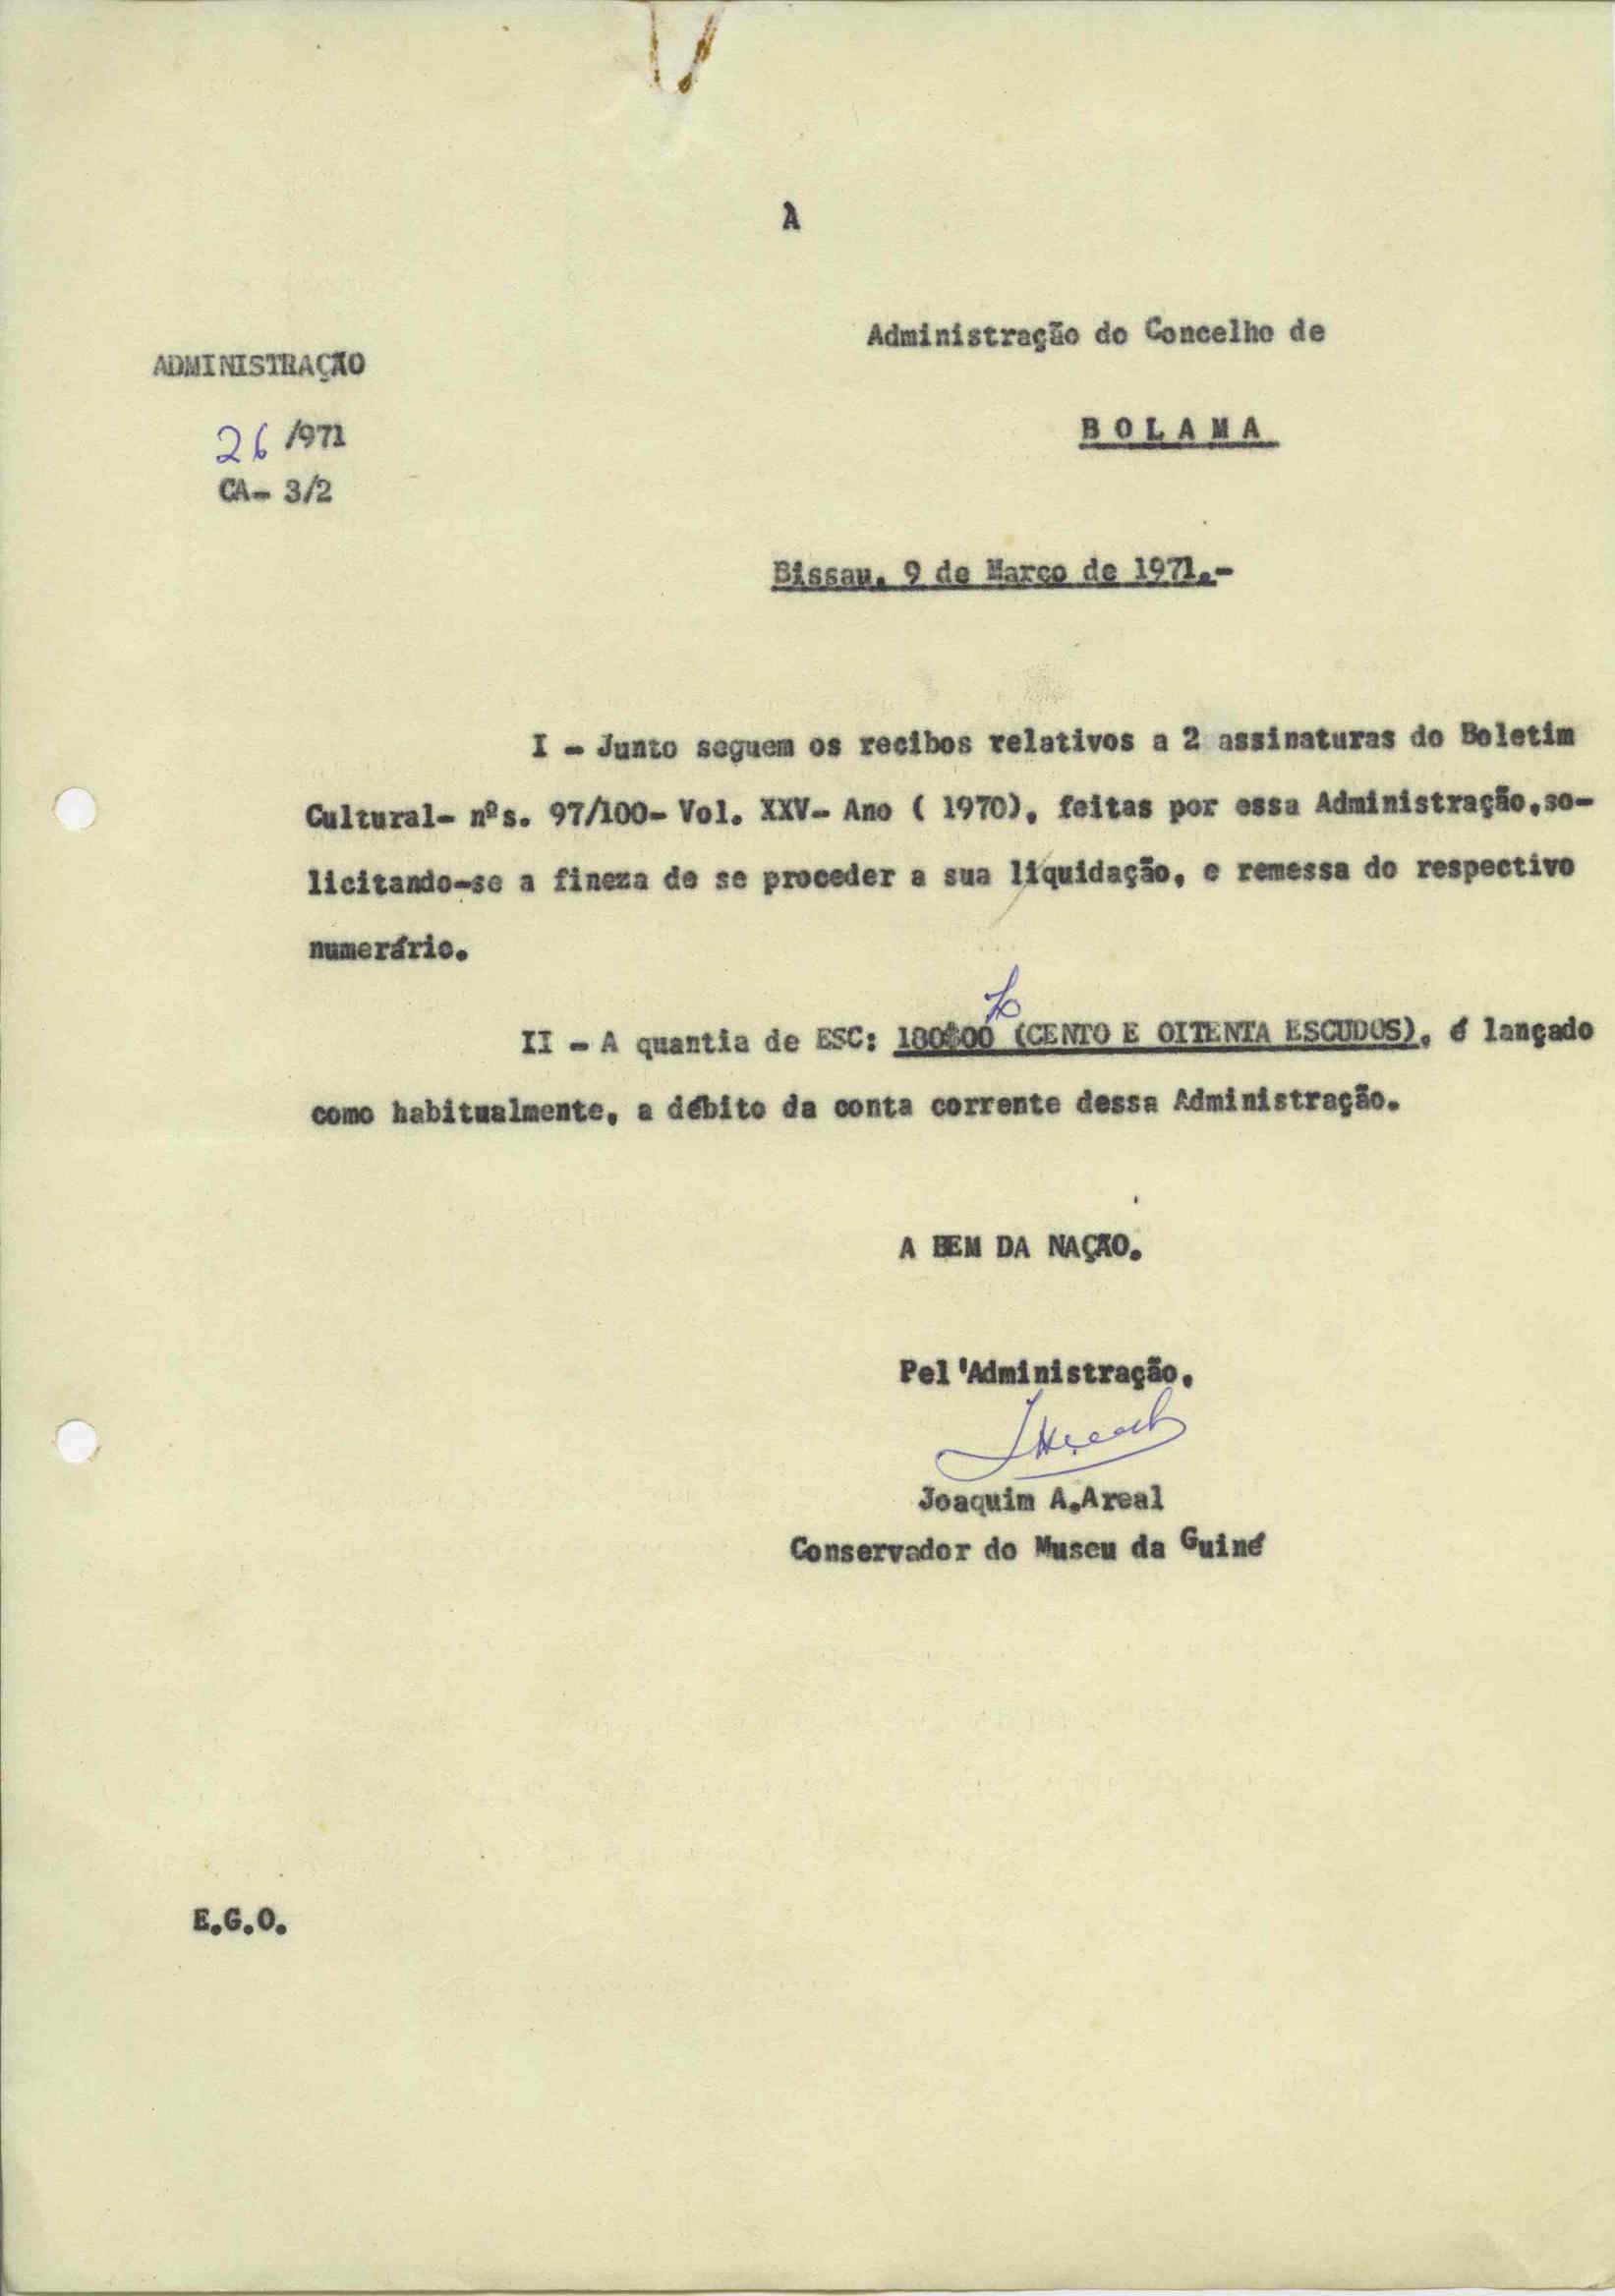 À
Administração do Concelho de
ADMINISTRAÇÃO
BOLAMA
26/971
CA- 3/2
Bissau, 9 de Março de 1971.-
I - Junto seguem os recibos relativos a 2 assinaturas do Boletim
Cultural- nºs. 97/100- Vol. XXV- Ano ( 1970), feitas por essa Administração,so-
licitando-se a fineza de se proceder a sua liquidação, e remessa do respectivo
numerário.
II - A quantia de ESC: 180$00 (CENTO E OITENTA ESCUDOS), é lançado
como habitualmente, a débito da conta corrente dessa Administração.
A BEM DA NAÇÃO.
Pel'Administração,
Joaquim A.Areal
Conservador do Museu da Guiné
E.G.O.